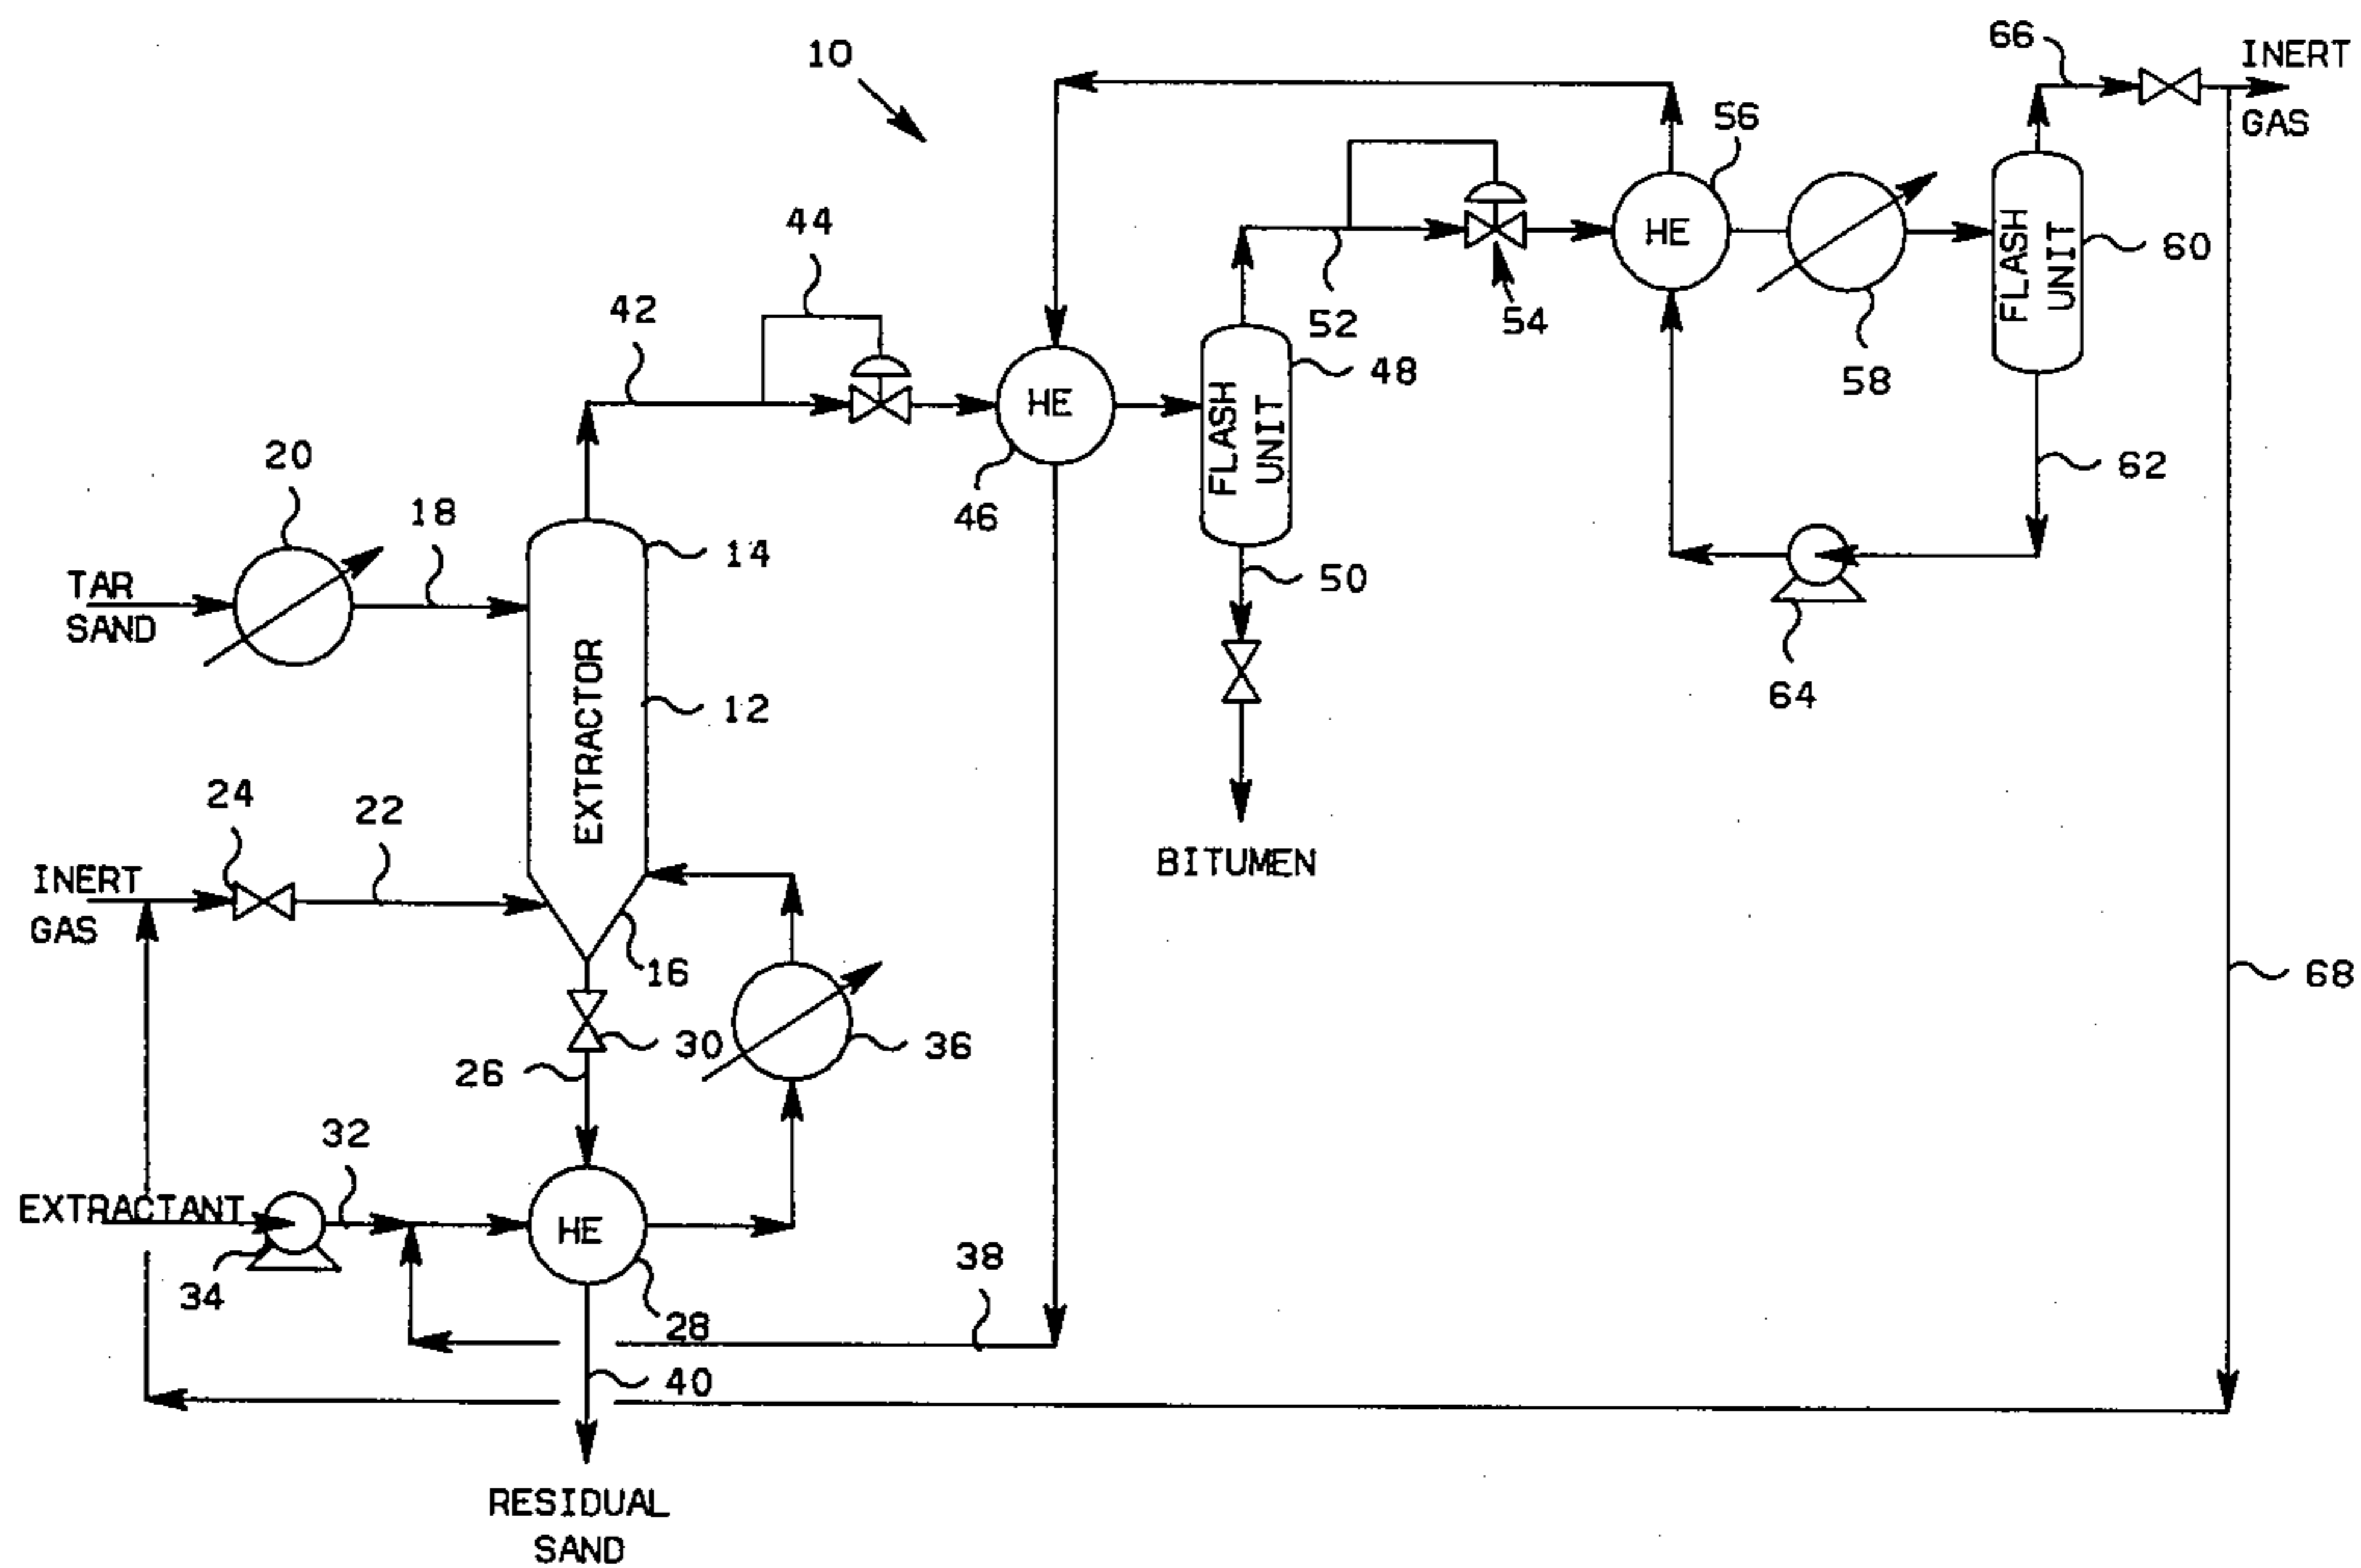 10
66
INERT
GAS
56
44
HE
FLASH
UNIT
60
42
52
54
58
48
HE
FLASH
UNIT
20
18
46
62
14
50
TAR
SAND
EXTRACTOR
12
64
24
22
BITUMEN
INERT
GAS
16
68
30
36
26
32
EXTRACTANT
HE
38
34
28
40
RESIDUAL
SAND